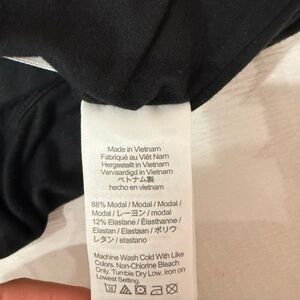 Made in Vietnam
Fabriqué au Viêt Nam
Hergestellt in Vietnam
Vervaardigd in Vietnam
ベトナム製
hecho en vietnam
88% Modal / Modal / Modal /
Modal / レーヨン / modal
12% Elastane / Élasthanne /
Elastan / Elastaan / ポリウ
レタン / elastano
Machine Wash Cold With Like
Colors. Non-Chlorine Bleach
Only. Tumble Dry Low. Iron on
Lowest Setting.